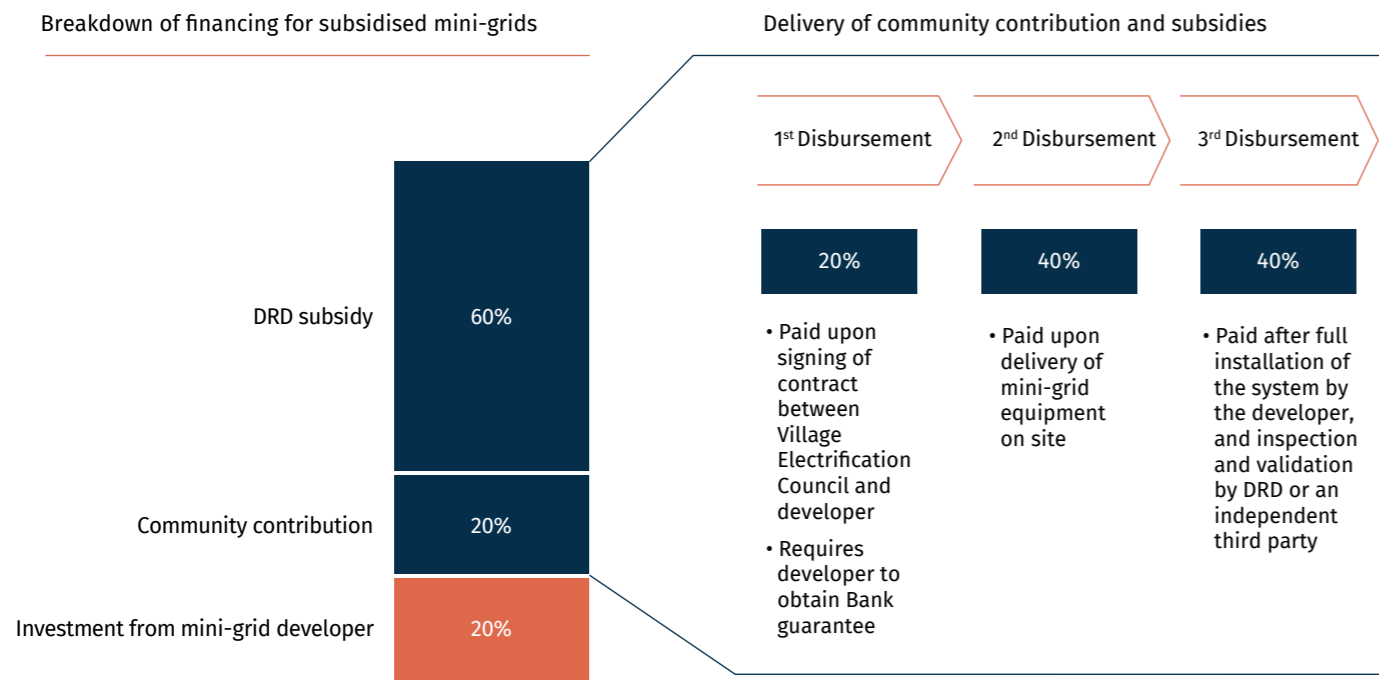 Breakdown of financing for subsidised mini-grids
DRD subsidy
60%
Community contribution
20%
Investment from mini-grid developer
20%
Delivery of community contribution and subsidies
1st Disbursement
2nd Disbursement
3rd Disbursement
20%
40%
40%
• Paid upon
signing of
contract
between
Village
Electrification
Council and
developer
• Requires
developer to
obtain Bank
guarantee
• Paid upon
delivery of
mini-grid
equipment
on site
• Paid after full
installation of
the system by
the developer,
and inspection
and validation
by DRD or an
independent
third party